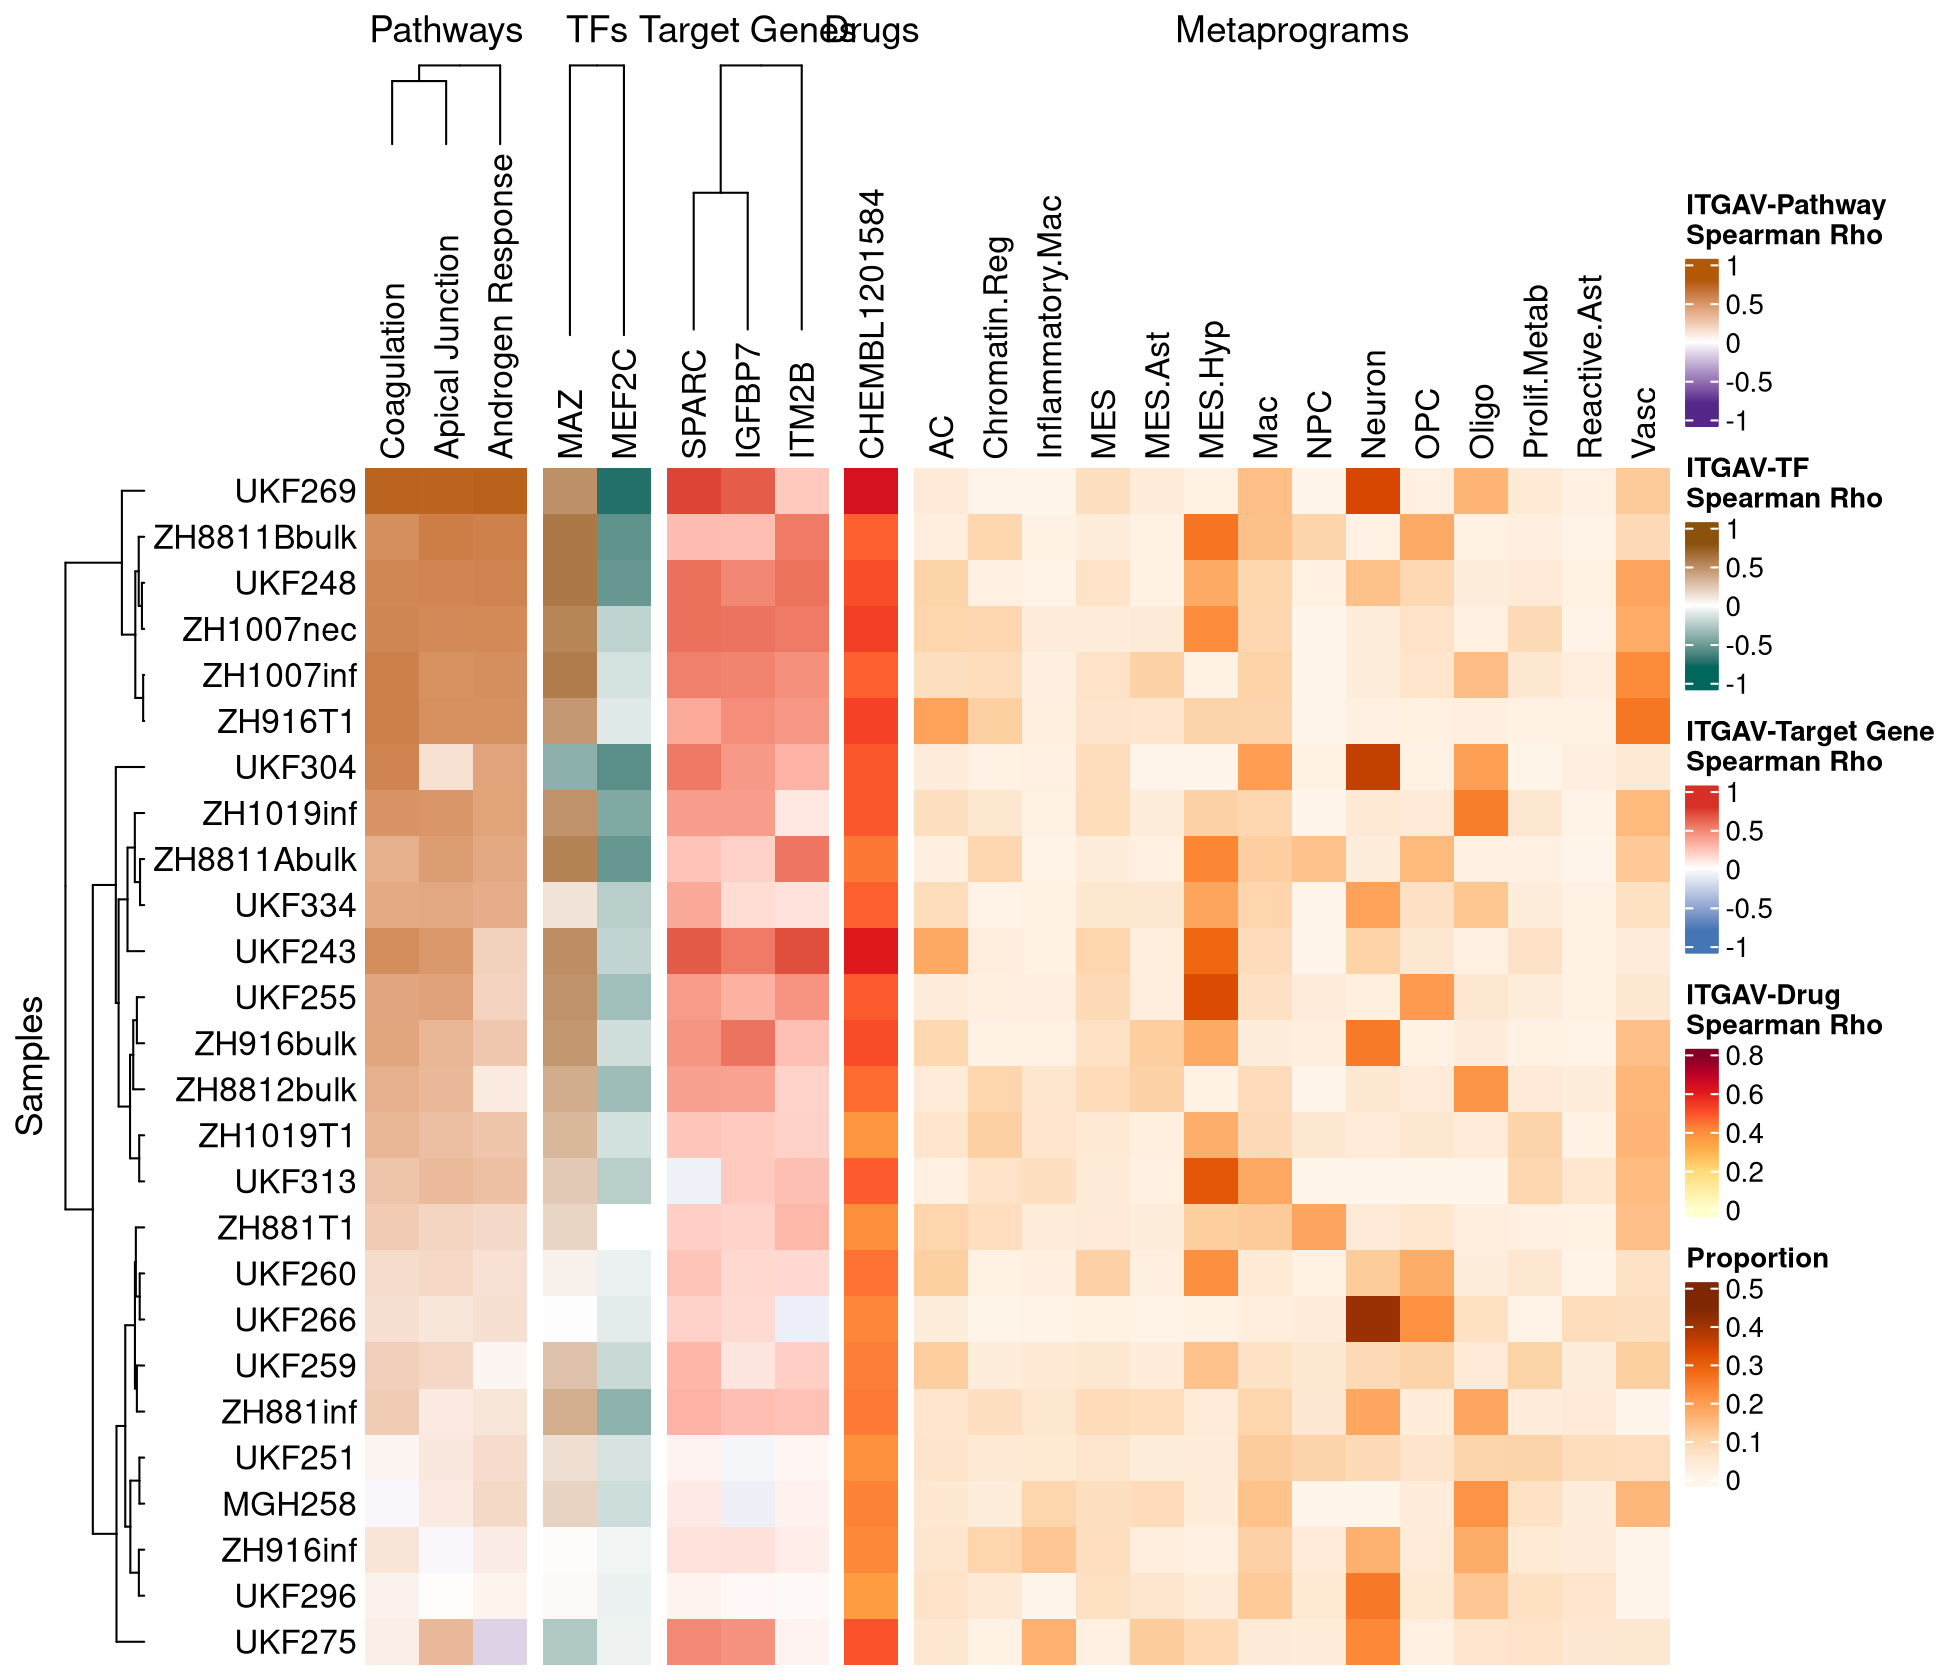 Pathways
TFs
Target Genes
Drugs
Metaprograms
Coagulation
Apical Junction
Androgen Response
MAZ
MEF2C
SPARC
IGFBP7
ITM2B
CHEMBL1201584
AC
Chromatin.Reg
Inflammatory.Mac
MES
MES.Ast
MES.Hyp
Mac
NPC
Neuron
OPC
Oligo
Prolif.Metab
Reactive.Ast
Vasc
Samples
UKF269
ZH8811Bbulk
UKF248
ZH1007nec
ZH1007inf
ZH916T1
UKF304
ZH1019inf
ZH8811Abulk
UKF334
UKF243
UKF255
ZH916bulk
ZH8812bulk
ZH1019T1
UKF313
ZH881T1
UKF260
UKF266
UKF259
ZH881inf
UKF251
MGH258
ZH916inf
UKF296
UKF275
ITGAV-Pathway
Spearman Rho
1
0.5
0
-0.5
-1
ITGAV-TF
Spearman Rho
1
0.5
0
-0.5
-1
ITGAV-Target Gene
Spearman Rho
1
0.5
0
-0.5
-1
ITGAV-Drug
Spearman Rho
0.8
0.6
0.4
0.2
0
Proportion
0.5
0.4
0.3
0.2
0.1
0